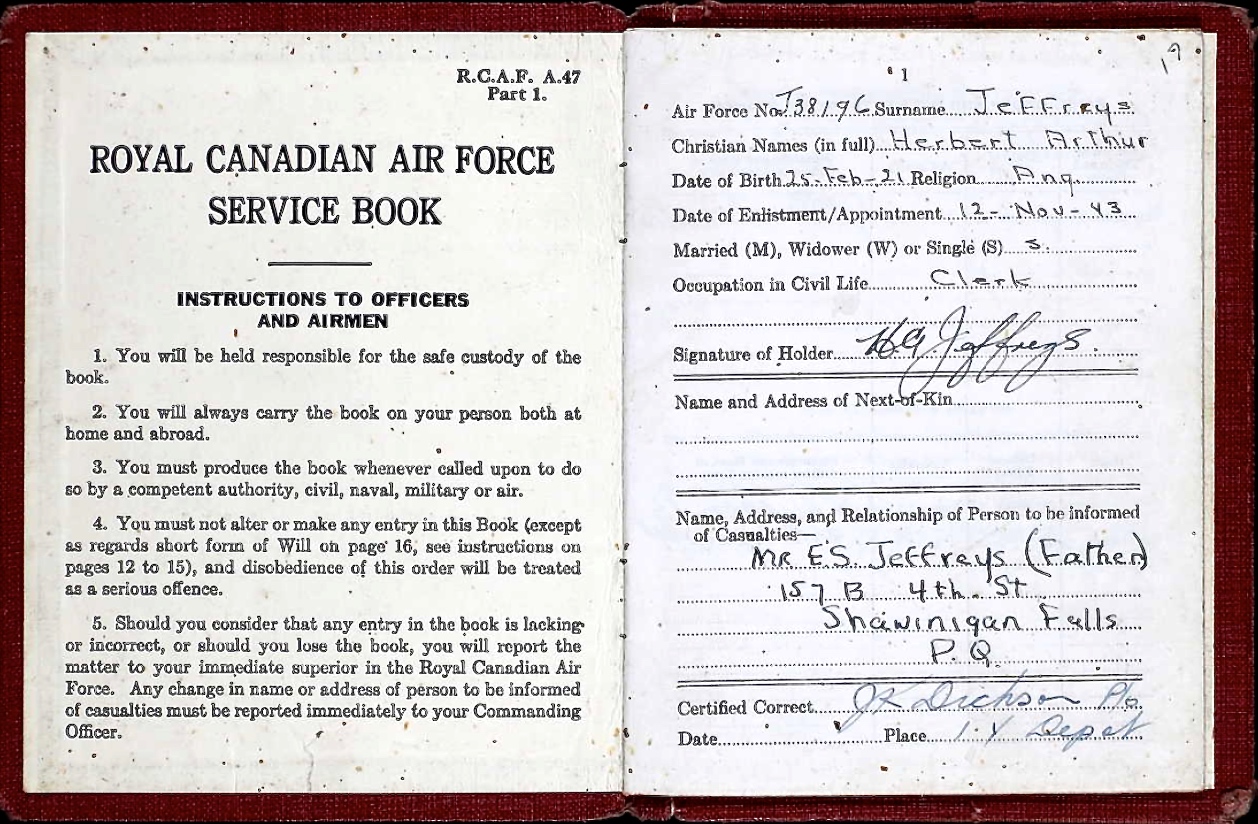 R.C.A.F. A.47
Part 1.
ROYAL CANADIAN AIR FORCE
SERVICE BOOK
INSTRUCTIONS TO OFFICERS
AND AIRMEN
1. You will be held responsible for the safe custody of the
book.
2. You will always carry the book on your person both at
home and abroad.
3. You must produce the book whenever called upon to do
so by a competent authority, civil, naval, military or air.
4. You must not alter or make any entry in this Book (except
as regards short form of Will on page 16, see instructions on
pages 12 to 15), and disobedience of this order will be treated
as a serious offence.
5. Should you consider that any entry in the book is lacking
or incorrect, or should you lose the book, you will report the
matter to your immediate superior in the Royal Canadian Air
Force. Any change in name or address of person to be informed
of casualties must be reported immediately to your Commanding
Officer.
19
1
Air Force No. J38196 Surname Jeffreys
Christian Names (in full) Herbert Arthur
Date of Birth 25-Feb-21 Religion Ang.
Date of Enlistment/Appointment 12-Nov-43
Married (M), Widower (W) or Single (S) S.
Occupation in Civil Life Clerk
Signature of Holder HA Jeffreys.
Name and Address of Next-of-Kin
Name, Address, and Relationship of Person to be informed
of Casualties—
MR E.S. Jeffreys (Father)
157 B 4th. St
Shawinigan Falls
P.Q.
Certified Correct JK Dickson P/O.
Date Place 1.Y Depot